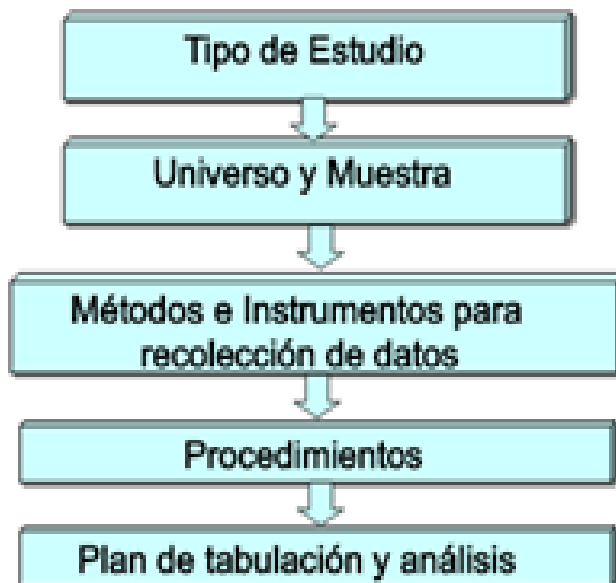 Tipo de Estudio
Universo y Muestra
Métodos e Instrumentos para
recolección de datos
Procedimientos
Plan de tabulación y análisis